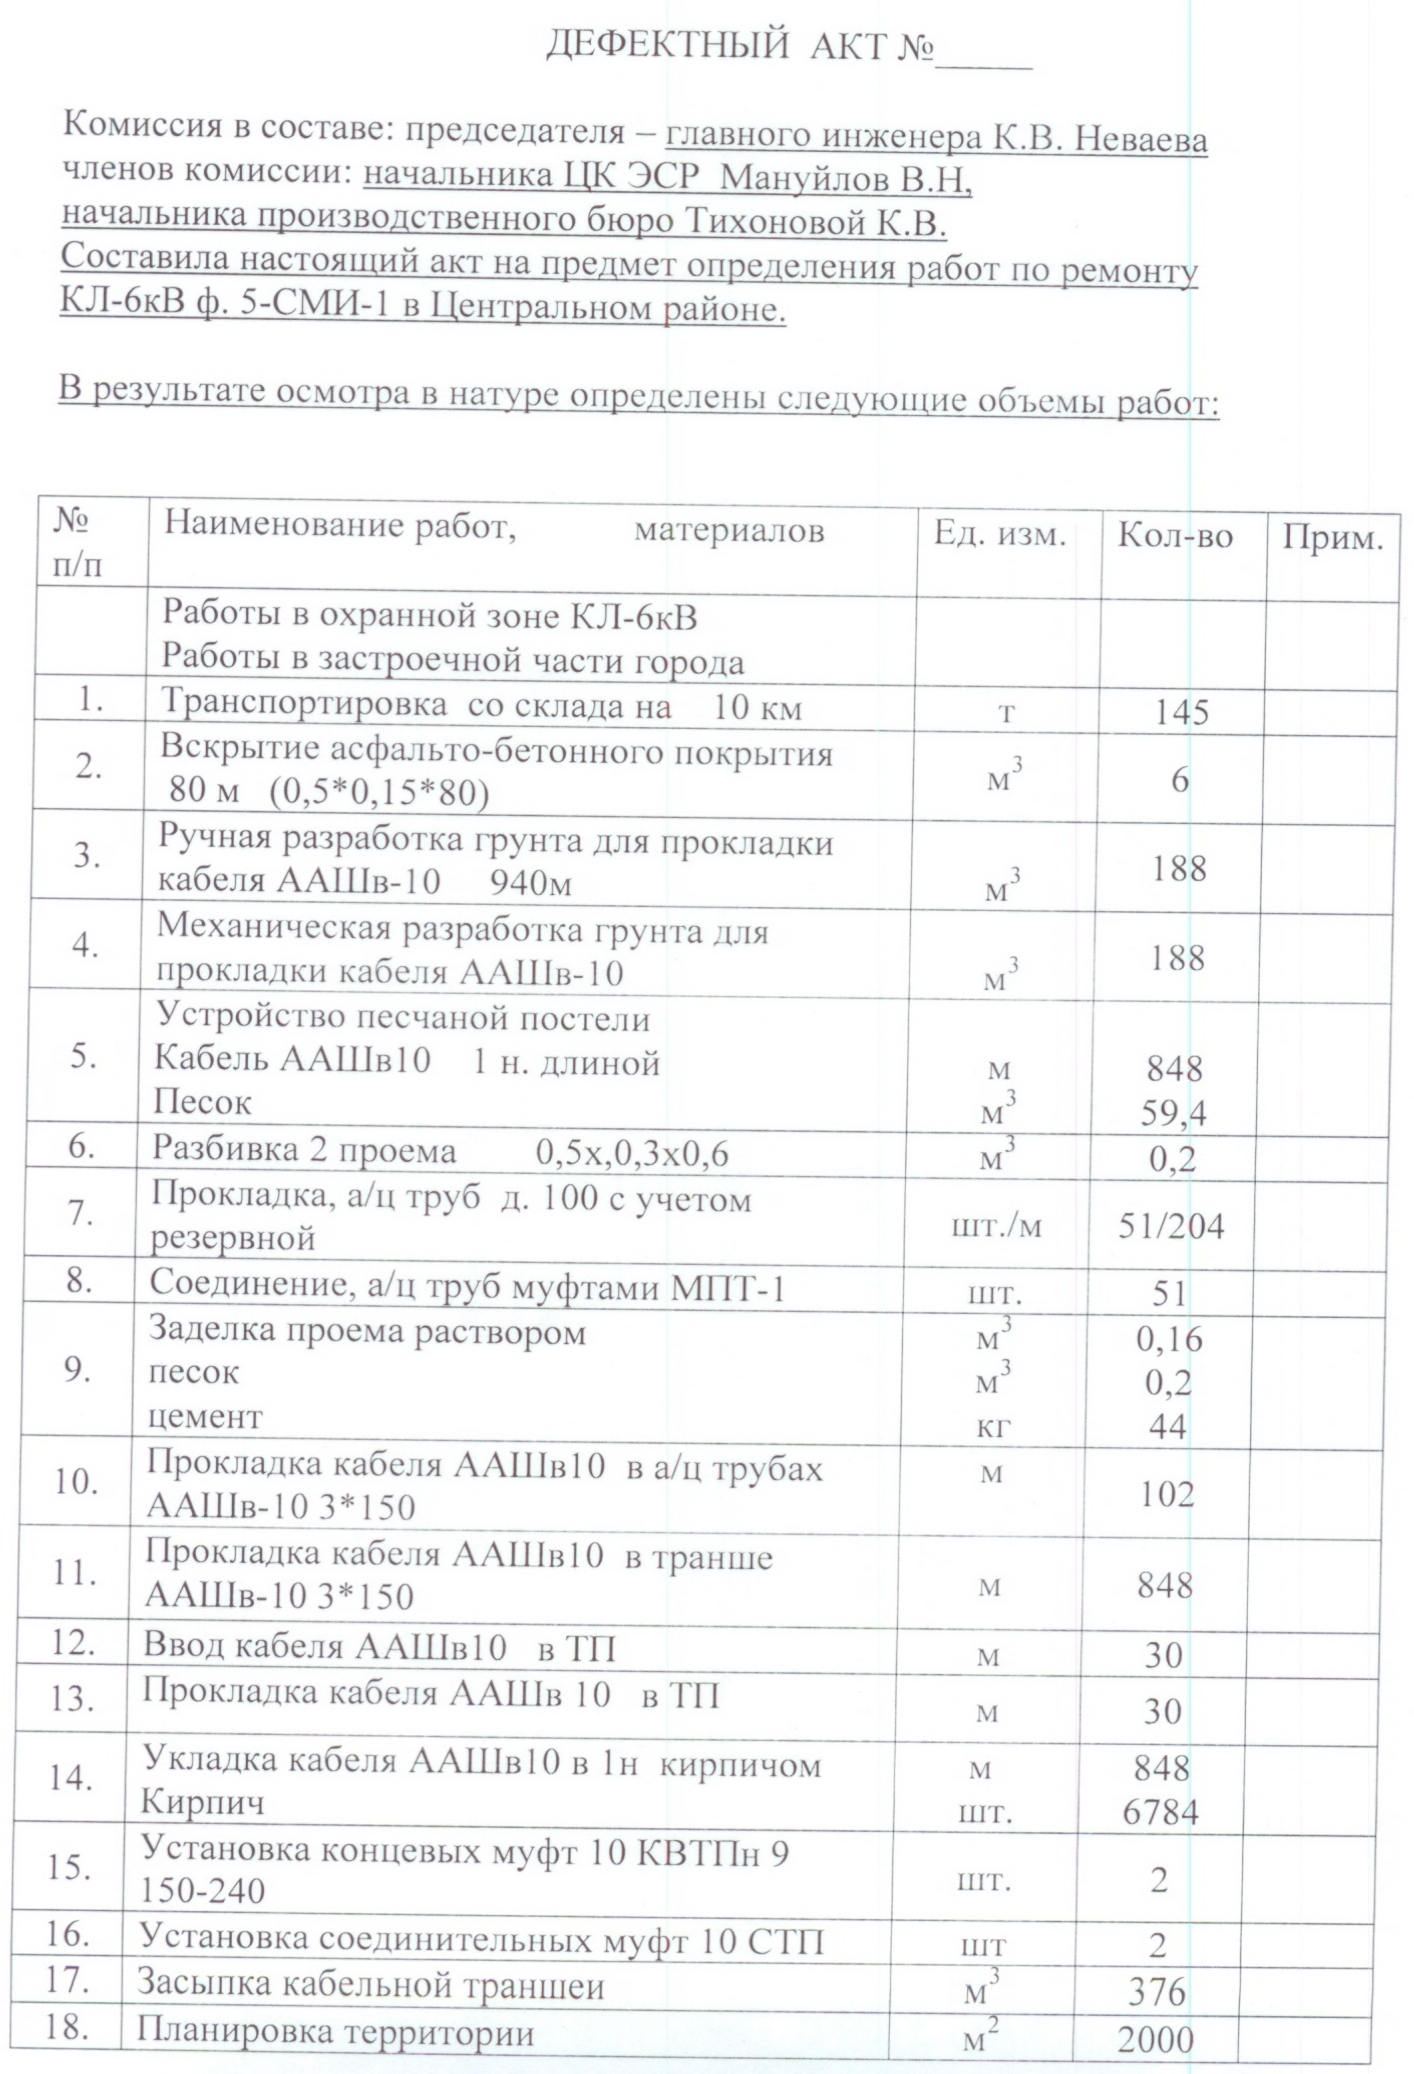 ДЕФЕКТНЫЙ АКТ №_____
Комиссия в составе: председателя – главного инженера К.В. Неваева
членов комиссии: начальника ЦК ЭСР Мануйлов В.Н,
начальника производственного бюро Тихоновой К.В.
Составила настоящий акт на предмет определения работ по ремонту
КЛ-6кВ ф. 5-СМИ-1 в Центральном районе.
В результате осмотра в натуре определены следующие объемы работ:
№ Наименование работ, материалов Ед. изм. Кол-во Прим.
п/п
Работы в охранной зоне КЛ-6кВ
Работы в застроечной части города
1. Транспортировка со склада на 10 км т 145
2. Вскрытие асфальто-бетонного покрытия м³ 6
80 м (0,5*0,15*80)
3. Ручная разработка грунта для прокладки 188
кабеля ААШв-10 940м м³
4. Механическая разработка грунта для 188
прокладки кабеля ААШв-10 м³
Устройство песчаной постели
5. Кабель ААШв10 1 н. длиной м 848
Песок м³ 59,4
6. Разбивка 2 проема 0,5х,0,3х0,6 м³ 0,2
7. Прокладка, а/ц труб д. 100 с учетом шт./м 51/204
резервной
8. Соединение, а/ц труб муфтами МПТ-1 шт. 51
Заделка проема раствором м³ 0,16
9. песок м³ 0,2
цемент кг 44
10. Прокладка кабеля ААШв10 в а/ц трубах м 102
ААШв-10 3*150
11. Прокладка кабеля ААШв10 в транше
ААШв-10 3*150 м 848
12. Ввод кабеля ААШв10 в ТП м 30
13. Прокладка кабеля ААШв 10 в ТП м 30
14. Укладка кабеля ААШв10 в 1н кирпичом м 848
Кирпич шт. 6784
15. Установка концевых муфт 10 КВТПн 9 шт. 2
150-240
16. Установка соединительных муфт 10 СТП шт 2
17. Засыпка кабельной траншеи м³ 376
18. Планировка территории м² 2000